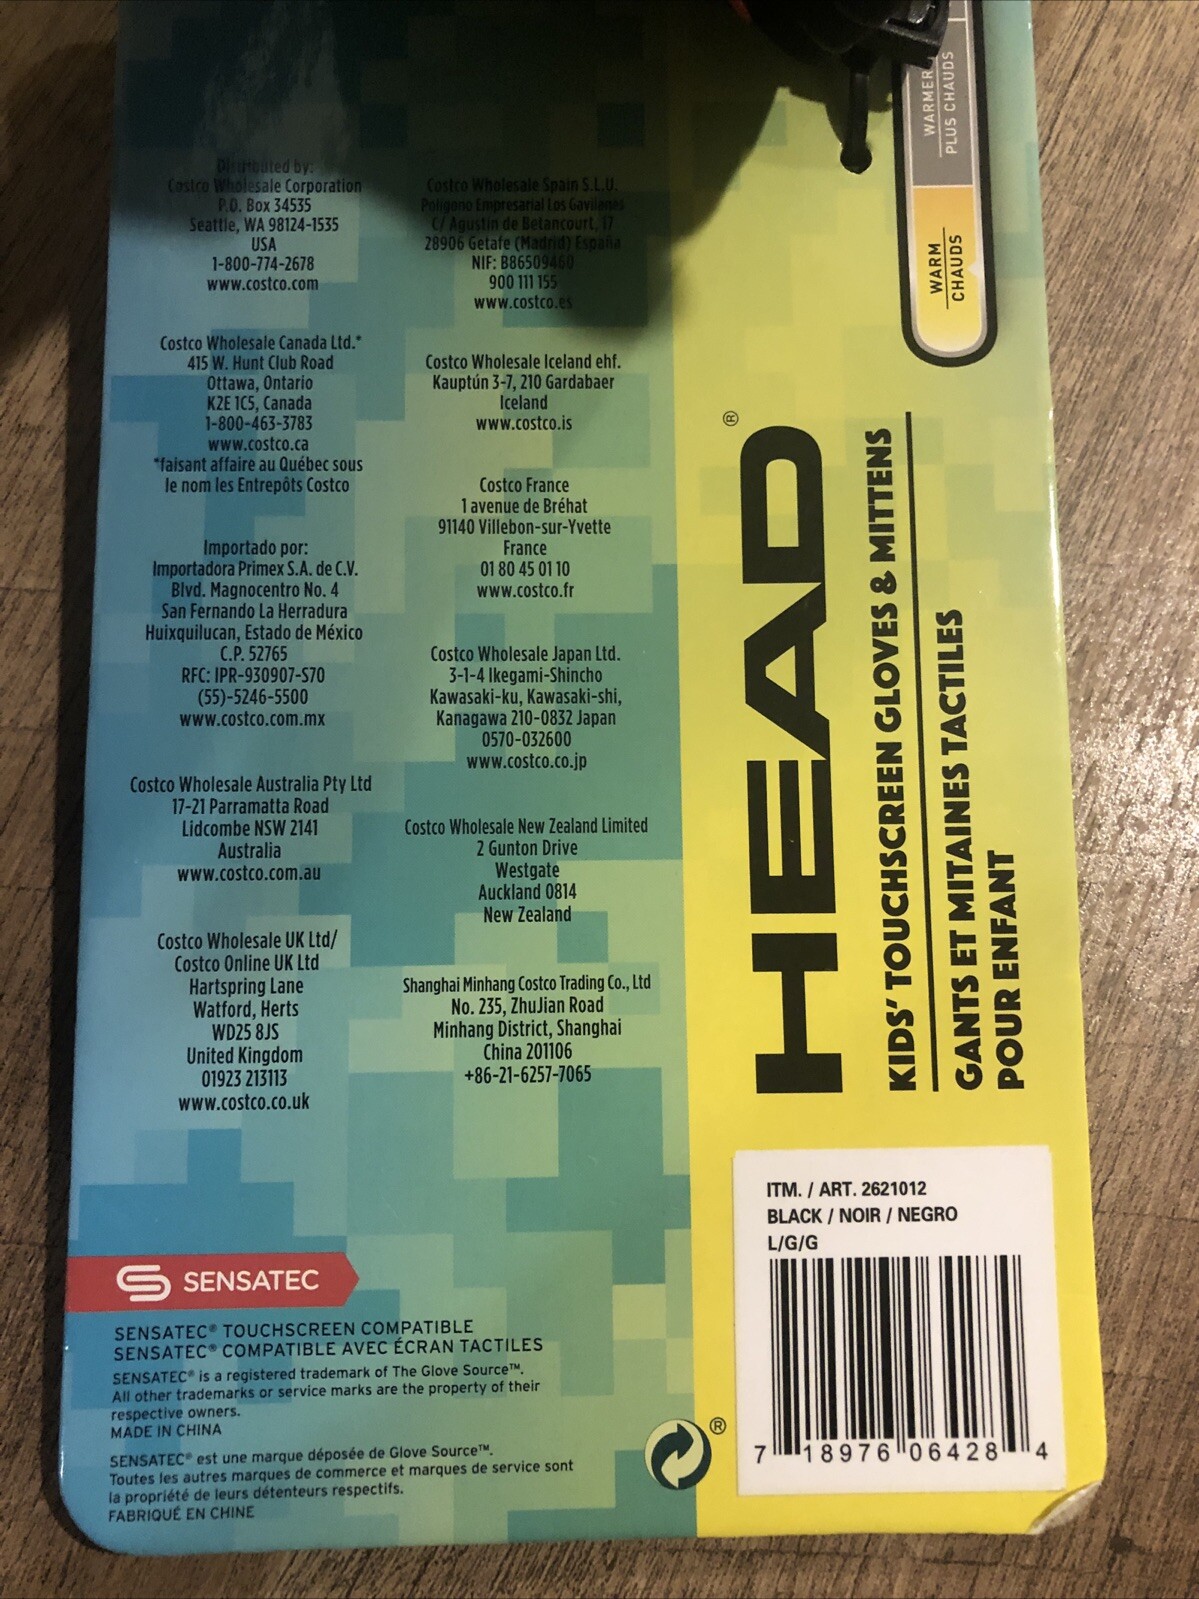 Distributed by:
Costco Wholesale Corporation
P.O. Box 34535
Seattle, WA 98124-1535
USA
1-800-774-2678
www.costco.com
Costco Wholesale Canada Ltd.*
415 W. Hunt Club Road
Ottawa, Ontario
K2E 1C5, Canada
1-800-463-3783
www.costco.ca
*faisant affaire au Québec sous
le nom les Entrepôts Costco
Importado por:
Importadora Primex S.A. de C.V.
Blvd. Magnocentro No. 4
San Fernando La Herradura
Huixquilucan, Estado de México
C.P. 52765
RFC: IPR-930907-S70
(55)-5246-5500
www.costco.com.mx
Costco Wholesale Australia Pty Ltd
17-21 Parramatta Road
Lidcombe NSW 2141
Australia
www.costco.com.au
Costco Wholesale UK Ltd/
Costco Online UK Ltd
Hartspring Lane
Watford, Herts
WD25 8JS
United Kingdom
01923 213113
www.costco.co.uk
Costco Wholesale Spain S.L.U.
Polígono Empresarial Los Gavilanes
C/ Agustín de Betancourt, 17
28906 Getafe (Madrid) España
NIF: B86509460
900 111 155
www.costco.es
Costco Wholesale Iceland ehf.
Kauptún 3-7, 210 Gardabaer
Iceland
www.costco.is
Costco France
1 avenue de Bréhat
91140 Villebon-sur-Yvette
France
01 80 45 01 10
www.costco.fr
Costco Wholesale Japan Ltd.
3-1-4 Ikegami-Shincho
Kawasaki-ku, Kawasaki-shi,
Kanagawa 210-0832 Japan
0570-032600
www.costco.co.jp
Costco Wholesale New Zealand Limited
2 Gunton Drive
Westgate
Auckland 0814
New Zealand
Shanghai Minhang Costco Trading Co., Ltd
No. 235, ZhuJian Road
Minhang District, Shanghai
China 201106
+86-21-6257-7065
SENSATEC
SENSATEC® TOUCHSCREEN COMPATIBLE
SENSATEC® COMPATIBLE AVEC ÉCRAN TACTILES
SENSATEC® is a registered trademark of The Glove Source™.
All other trademarks or service marks are the property of their
respective owners.
MADE IN CHINA
SENSATEC® est une marque déposée de Glove Source™.
Toutes les autres marques de commerce et marques de service sont
la propriété de leurs détenteurs respectifs.
FABRIQUÉ EN CHINE
®
WARMER
PLUS CHAUDS
WARM
CHAUDS
HEAD®
KIDS' TOUCHSCREEN GLOVES & MITTENS
GANTS ET MITAINES TACTILES
POUR ENFANT
ITM. / ART. 2621012
BLACK / NOIR / NEGRO
L/G/G
7 18976 06428 4